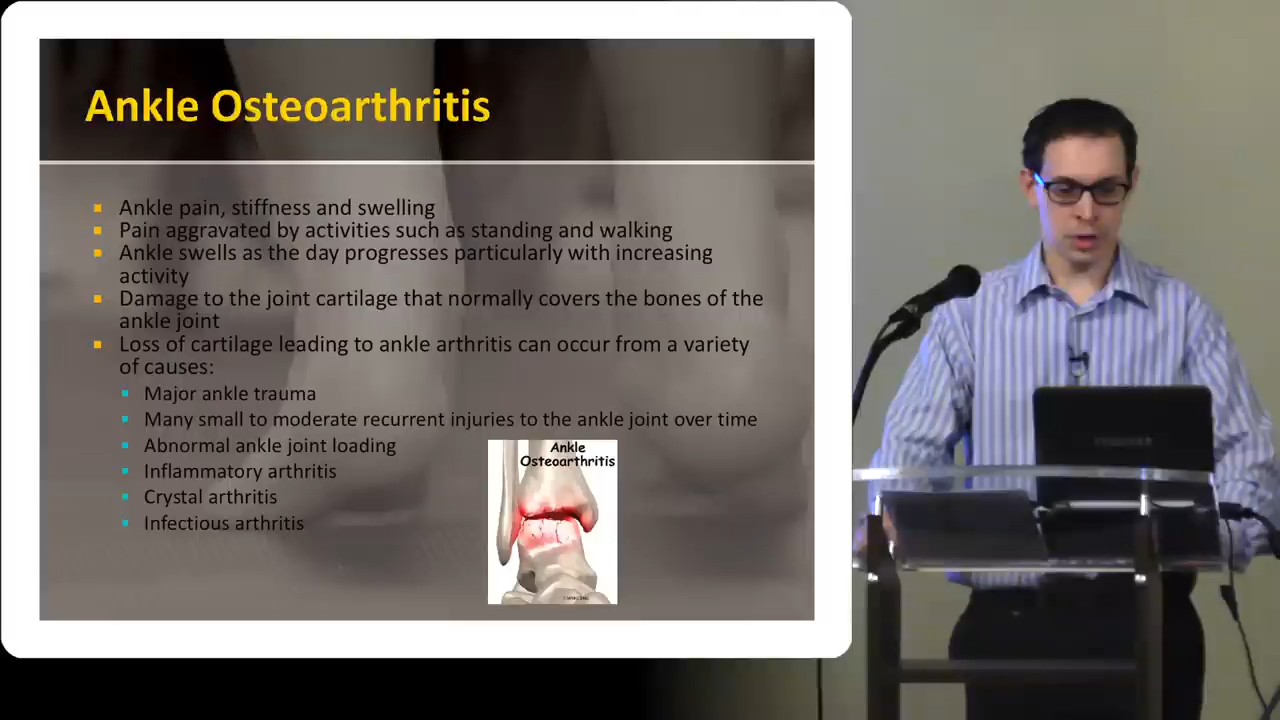 Ankle Osteoarthritis
Ankle pain, stiffness and swelling
Pain aggravated by activities such as standing and walking
Ankle swells as the day progresses particularly with increasing
activity
Damage to the joint cartilage that normally covers the bones of the
ankle joint
Loss of cartilage leading to ankle arthritis can occur from a variety
of causes:
Major ankle trauma
Many small to moderate recurrent injuries to the ankle joint over time
Abnormal ankle joint loading
Inflammatory arthritis
Crystal arthritis
Infectious arthritis
Ankle
Osteoarthritis